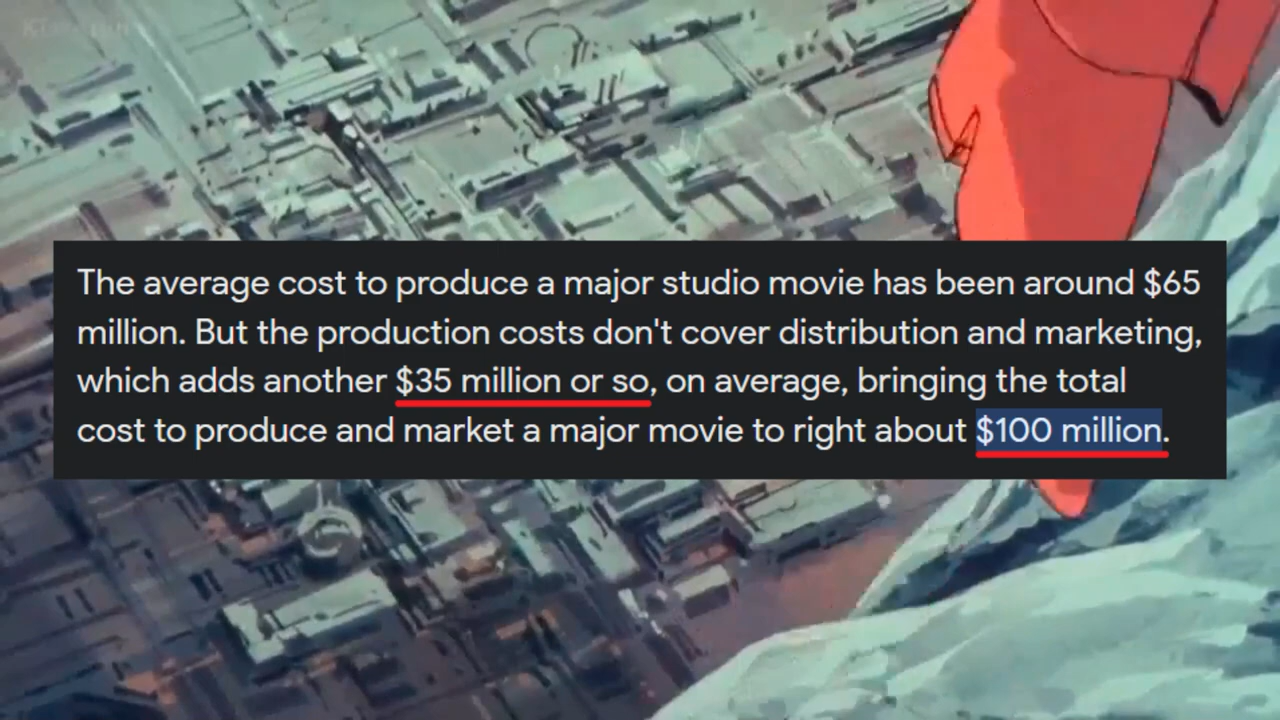 The average cost to produce a major studio movie has been around $65
million. But the production costs don't cover distribution and marketing,
which adds another $35 million or so, on average, bringing the total
cost to produce and market a major movie to right about $100 million.